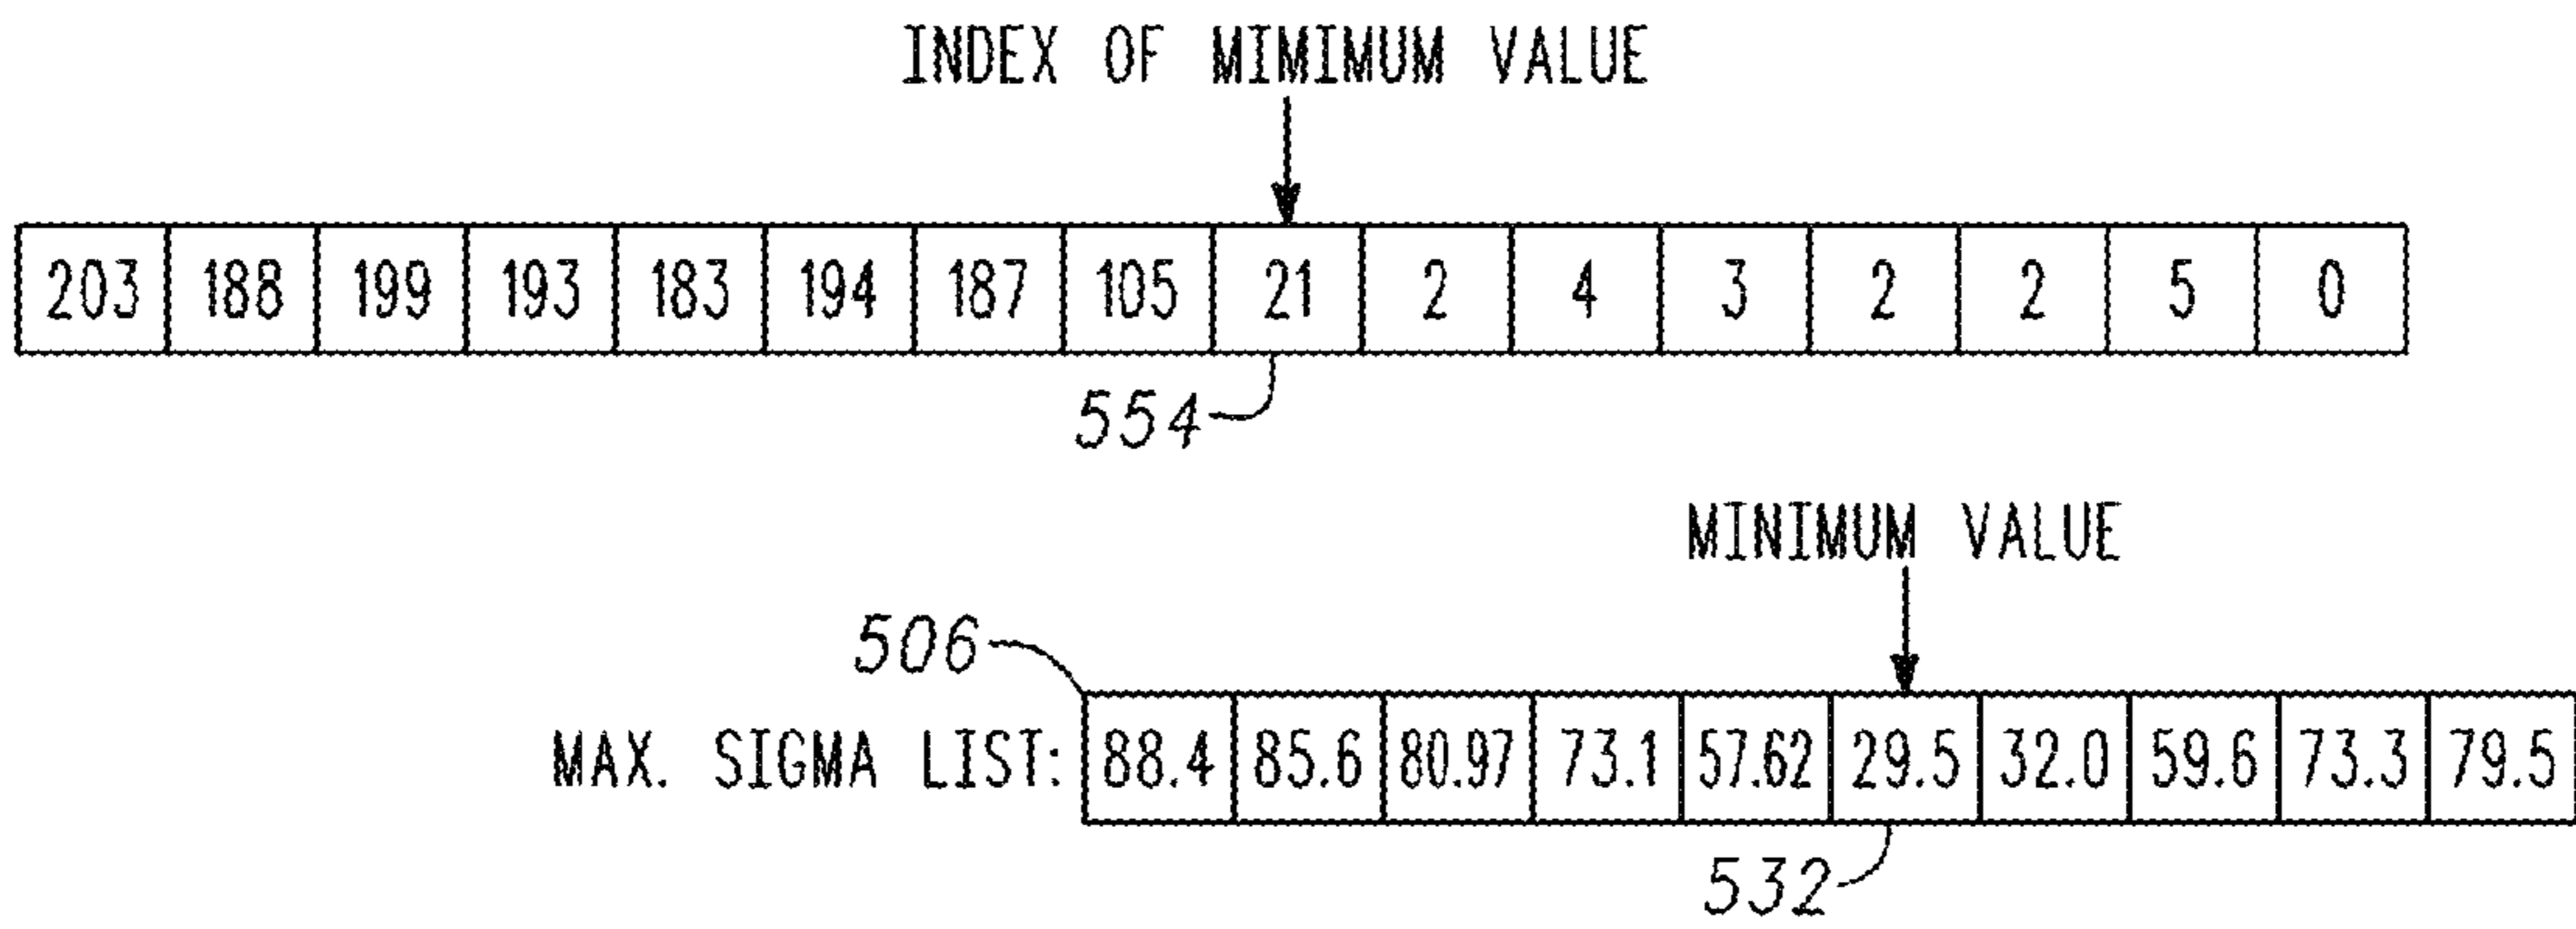 INDEX OF MIMIMUM VALUE
203 188 199 193 183 194 187 105 21 2 4 3 2 2 5 0
554
MINIMUM VALUE
506
MAX. SIGMA LIST: 88.4 85.6 80.97 73.1 57.62 29.5 32.0 59.6 73.3 79.5
532